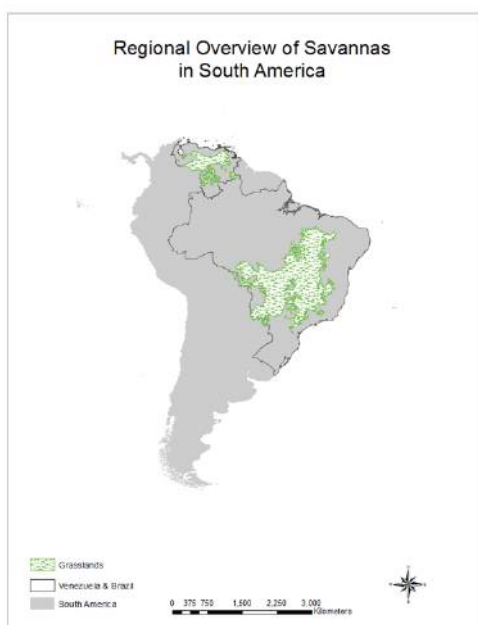 Regional Overview of Savannas
in South America
Grasslands
Venezuela & Brazil
South America
0 375 750 1,500 2,250 3,000
Kilometers